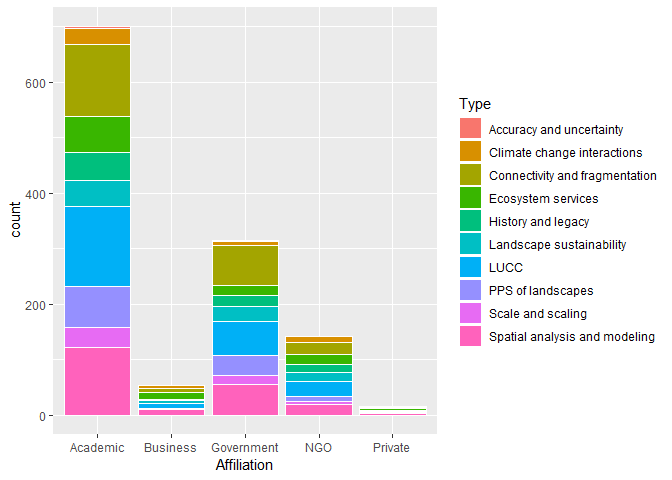 count
600
400
200
0
Academic
Business
Government
NGO
Private
Affiliation
Type
Accuracy and uncertainty
Climate change interactions
Connectivity and fragmentation
Ecosystem services
History and legacy
Landscape sustainability
LUCC
PPS of landscapes
Scale and scaling
Spatial analysis and modeling